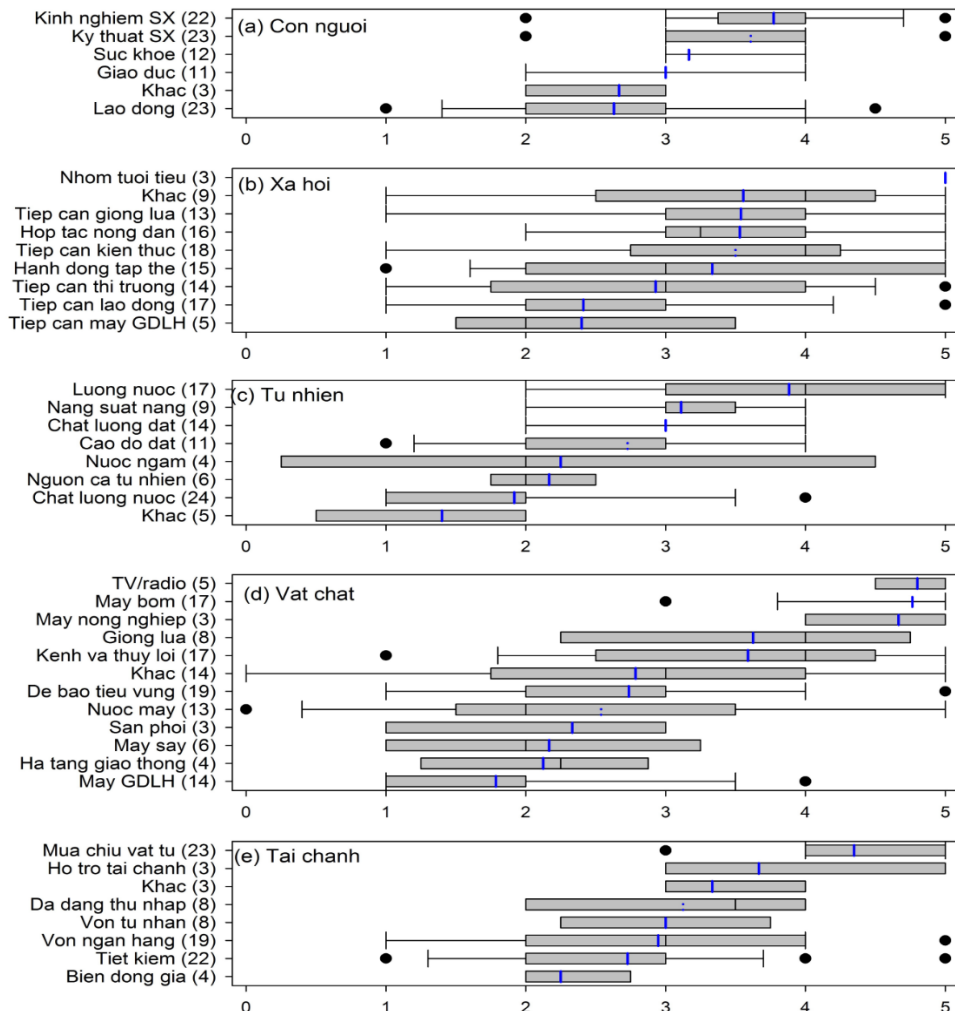 (a) Con nguoi
Kinh nghiem SX (22)
Ky thuat SX (23)
Suc khoe (12)
Giao duc (11)
Khac (3)
Lao dong (23)
0 1 2 3 4 5
(b) Xa hoi
Nhom tuoi tieu (3)
Khac (9)
Tiep can giong lua (13)
Hop tac nong dan (16)
Tiep can kien thuc (18)
Hanh dong tap the (15)
Tiep can thi truong (14)
Tiep can lao dong (17)
Tiep can may GDLH (5)
0 1 2 3 4 5
(c) Tu nhien
Luong nuoc (17)
Nang suat nang (9)
Chat luong dat (14)
Cao do dat (11)
Nuoc ngam (4)
Nguon ca tu nhien (6)
Chat luong nuoc (24)
Khac (5)
0 1 2 3 4 5
(d) Vat chat
TV/radio (5)
May bom (17)
May nong nghiep (3)
Giong lua (8)
Kenh va thuy loi (17)
Khac (14)
De bao tieu vung (19)
Nuoc may (13)
San phoi (3)
May say (6)
Ha tang giao thong (4)
May GDLH (14)
0 1 2 3 4 5
(e) Tai chanh
Mua chiu vat tu (23)
Ho tro tai chanh (3)
Khac (3)
Da dang thu nhap (8)
Von tu nhan (8)
Von ngan hang (19)
Tiet kiem (22)
Bien dong gia (4)
0 1 2 3 4 5